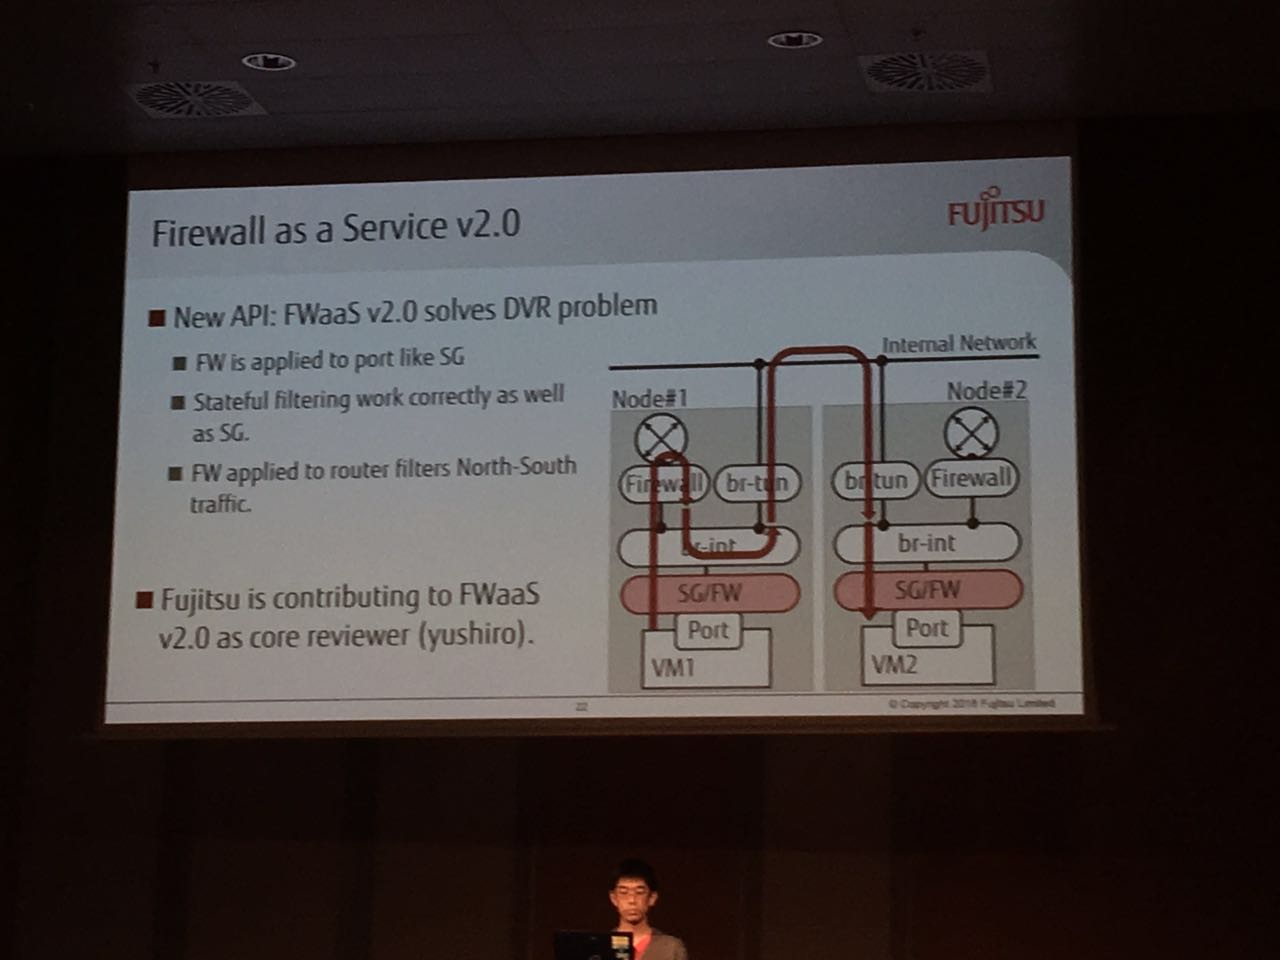 Firewall as a Service v2.0
FUJITSU
New API: FWaaS v2.0 solves DVR problem
FW is applied to port like SG
Stateful filtering work correctly as well
as SG.
FW applied to router filters North-South
traffic.
Fujitsu is contributing to FWaaS
v2.0 as core reviewer (yushiro).
Internal Network
Node#1
Node#2
Firewall
br-tun
br-tun
Firewall
br-int
br-int
SG/FW
SG/FW
Port
Port
VM1
VM2
22
© Copyright 2016 Fujitsu Limited